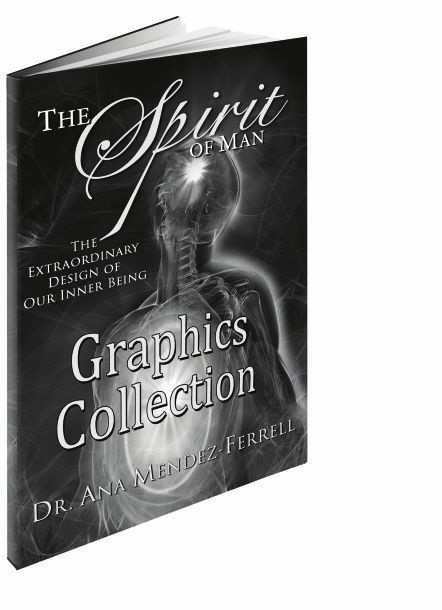 THE Spirit
OF MAN
THE
EXTRAORDINARY
DESIGN OF
OUR INNER BEING
Graphics
Collection
DR. ANA MENDEZ-FERRELL